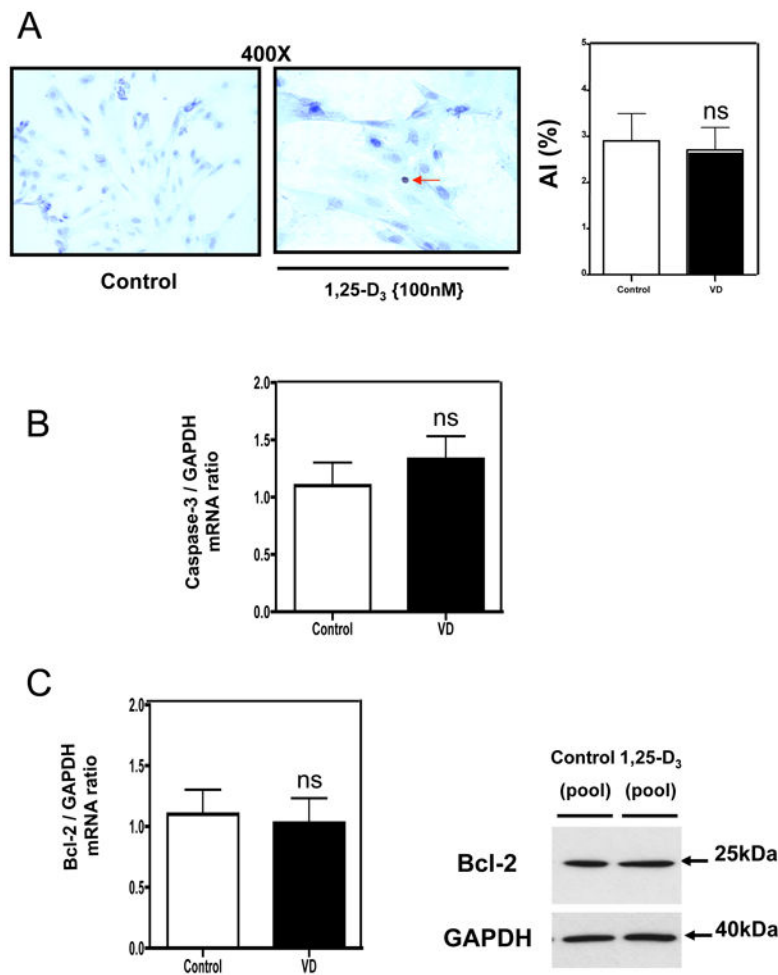 A
400X
Control
1,25-D3 {100nM}
AI (%)
5
4
3
2
1
0
ns
Control
VD
B
Caspase-3 / GAPDH
mRNA ratio
2.0
1.5
1.0
0.5
0.0
ns
Control
VD
C
Bcl-2 / GAPDH
mRNA ratio
2.0
1.5
1.0
0.5
0.0
ns
Control
VD
Control 1,25-D3
(pool) (pool)
Bcl-2
25kDa
GAPDH
40kDa